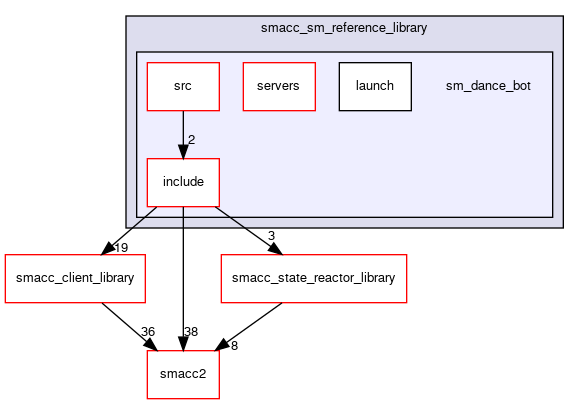 smacc_sm_reference_library
src
servers
launch
sm_dance_bot
2
include
19
3
smacc_client_library
smacc_state_reactor_library
36
38
8
smacc2